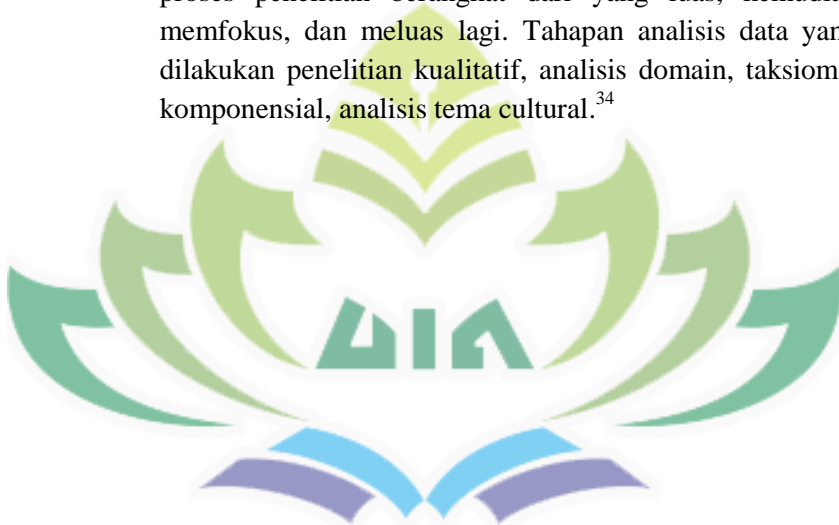 memfokus, dan meluas lagi. Tahapan analisis data yan
dilakukan penelitian kualitatif, analisis domain, taksiom
komponensial, analisis tema cultural.³⁴
UIN